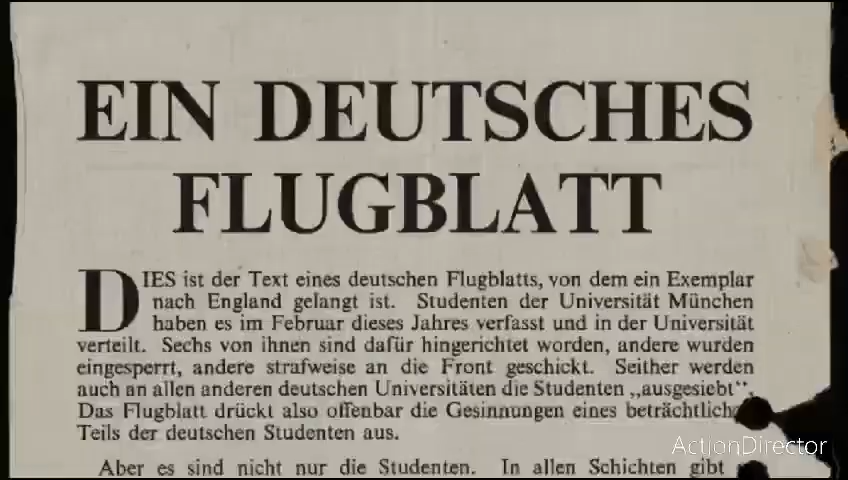 EIN DEUTSCHES
FLUGBLATT
DIES ist der Text eines deutschen Flugblatts, von dem ein Exemplar
nach England gelangt ist. Studenten der Universität München
haben es im Februar dieses Jahres verfasst und in der Universität
verteilt. Sechs von ihnen sind dafür hingerichtet worden, andere wurden
eingesperrt, andere strafweise an die Front geschickt. Seither werden
auch an allen anderen deutschen Universitäten die Studenten „ausgesiebt“.
Das Flugblatt drückt also offenbar die Gesinnungen eines
Teils der deutschen Studenten aus.
Aber es sind nicht nur die Studenten. In allen Schichten gibt
ActionDirector